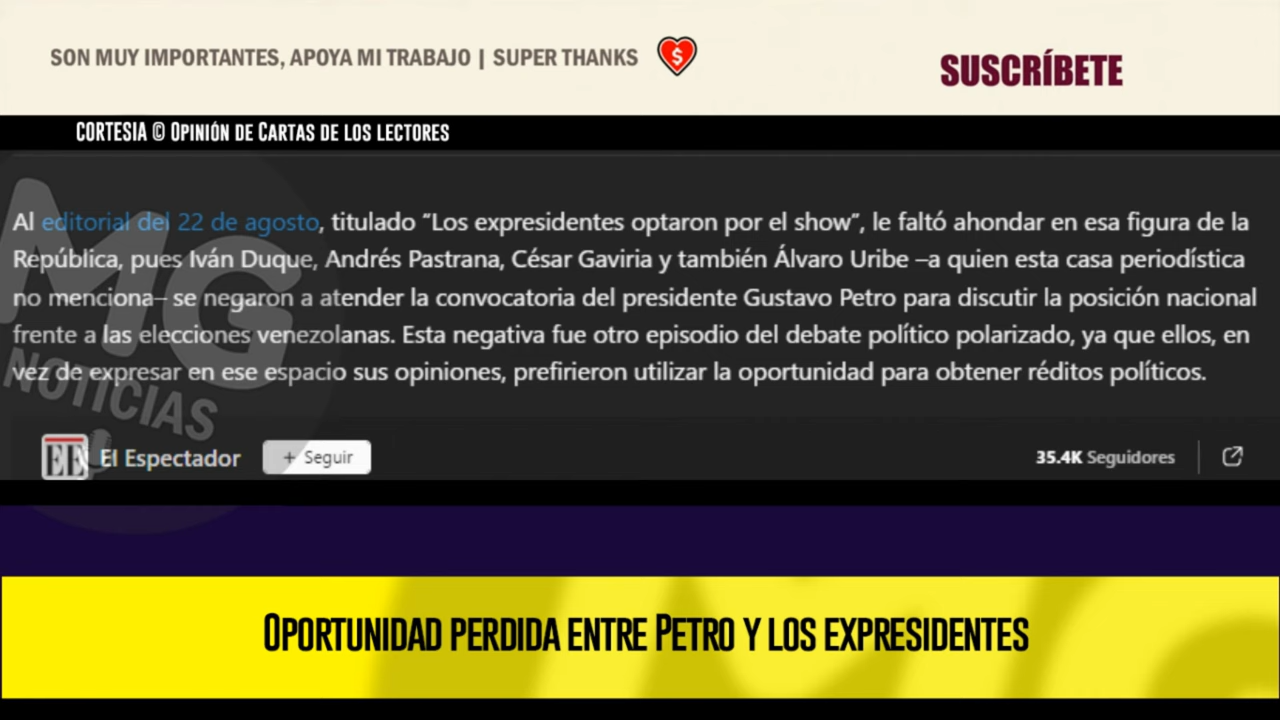 SON MUY IMPORTANTES, APOYA MI TRABAJO | SUPER THANKS $
SUSCRÍBETE
CORTESIA © OPINIÓN DE CARTAS DE LOS LECTORES
Al editorial del 22 de agosto, titulado “Los expresidentes optaron por el show”, le faltó ahondar en esa figura de la
República, pues Iván Duque, Andrés Pastrana, César Gaviria y también Álvaro Uribe –a quien esta casa periodística
no menciona– se negaron a atender la convocatoria del presidente Gustavo Petro para discutir la posición nacional
frente a las elecciones venezolanas. Esta negativa fue otro episodio del debate político polarizado, ya que ellos, en
vez de expresar en ese espacio sus opiniones, prefirieron utilizar la oportunidad para obtener réditos políticos.
MG
NOTICIAS
EE El Espectador + Seguir 35.4K Seguidores
OPORTUNIDAD PERDIDA ENTRE PETRO Y LOS EXPRESIDENTES